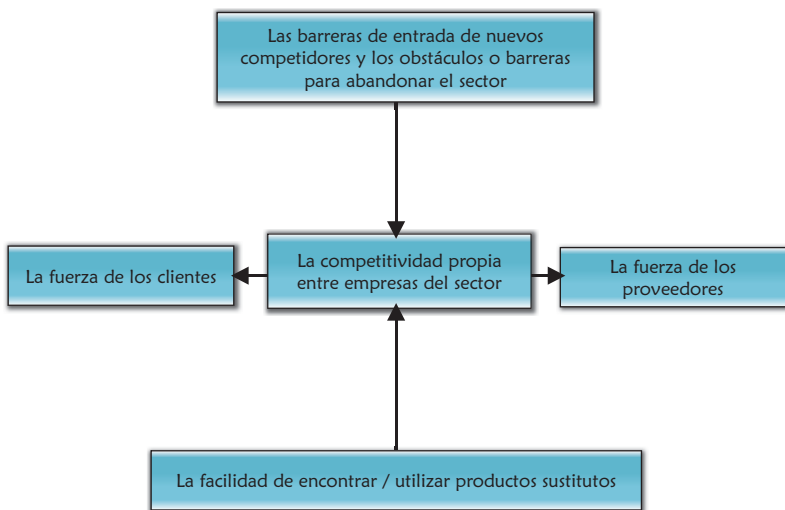 Las barreras de entrada de nuevos
competidores y los obstáculos o barreras
para abandonar el sector
La fuerza de los clientes
La competitividad propia
entre empresas del sector
La fuerza de los
proveedores
La facilidad de encontrar / utilizar productos sustitutos